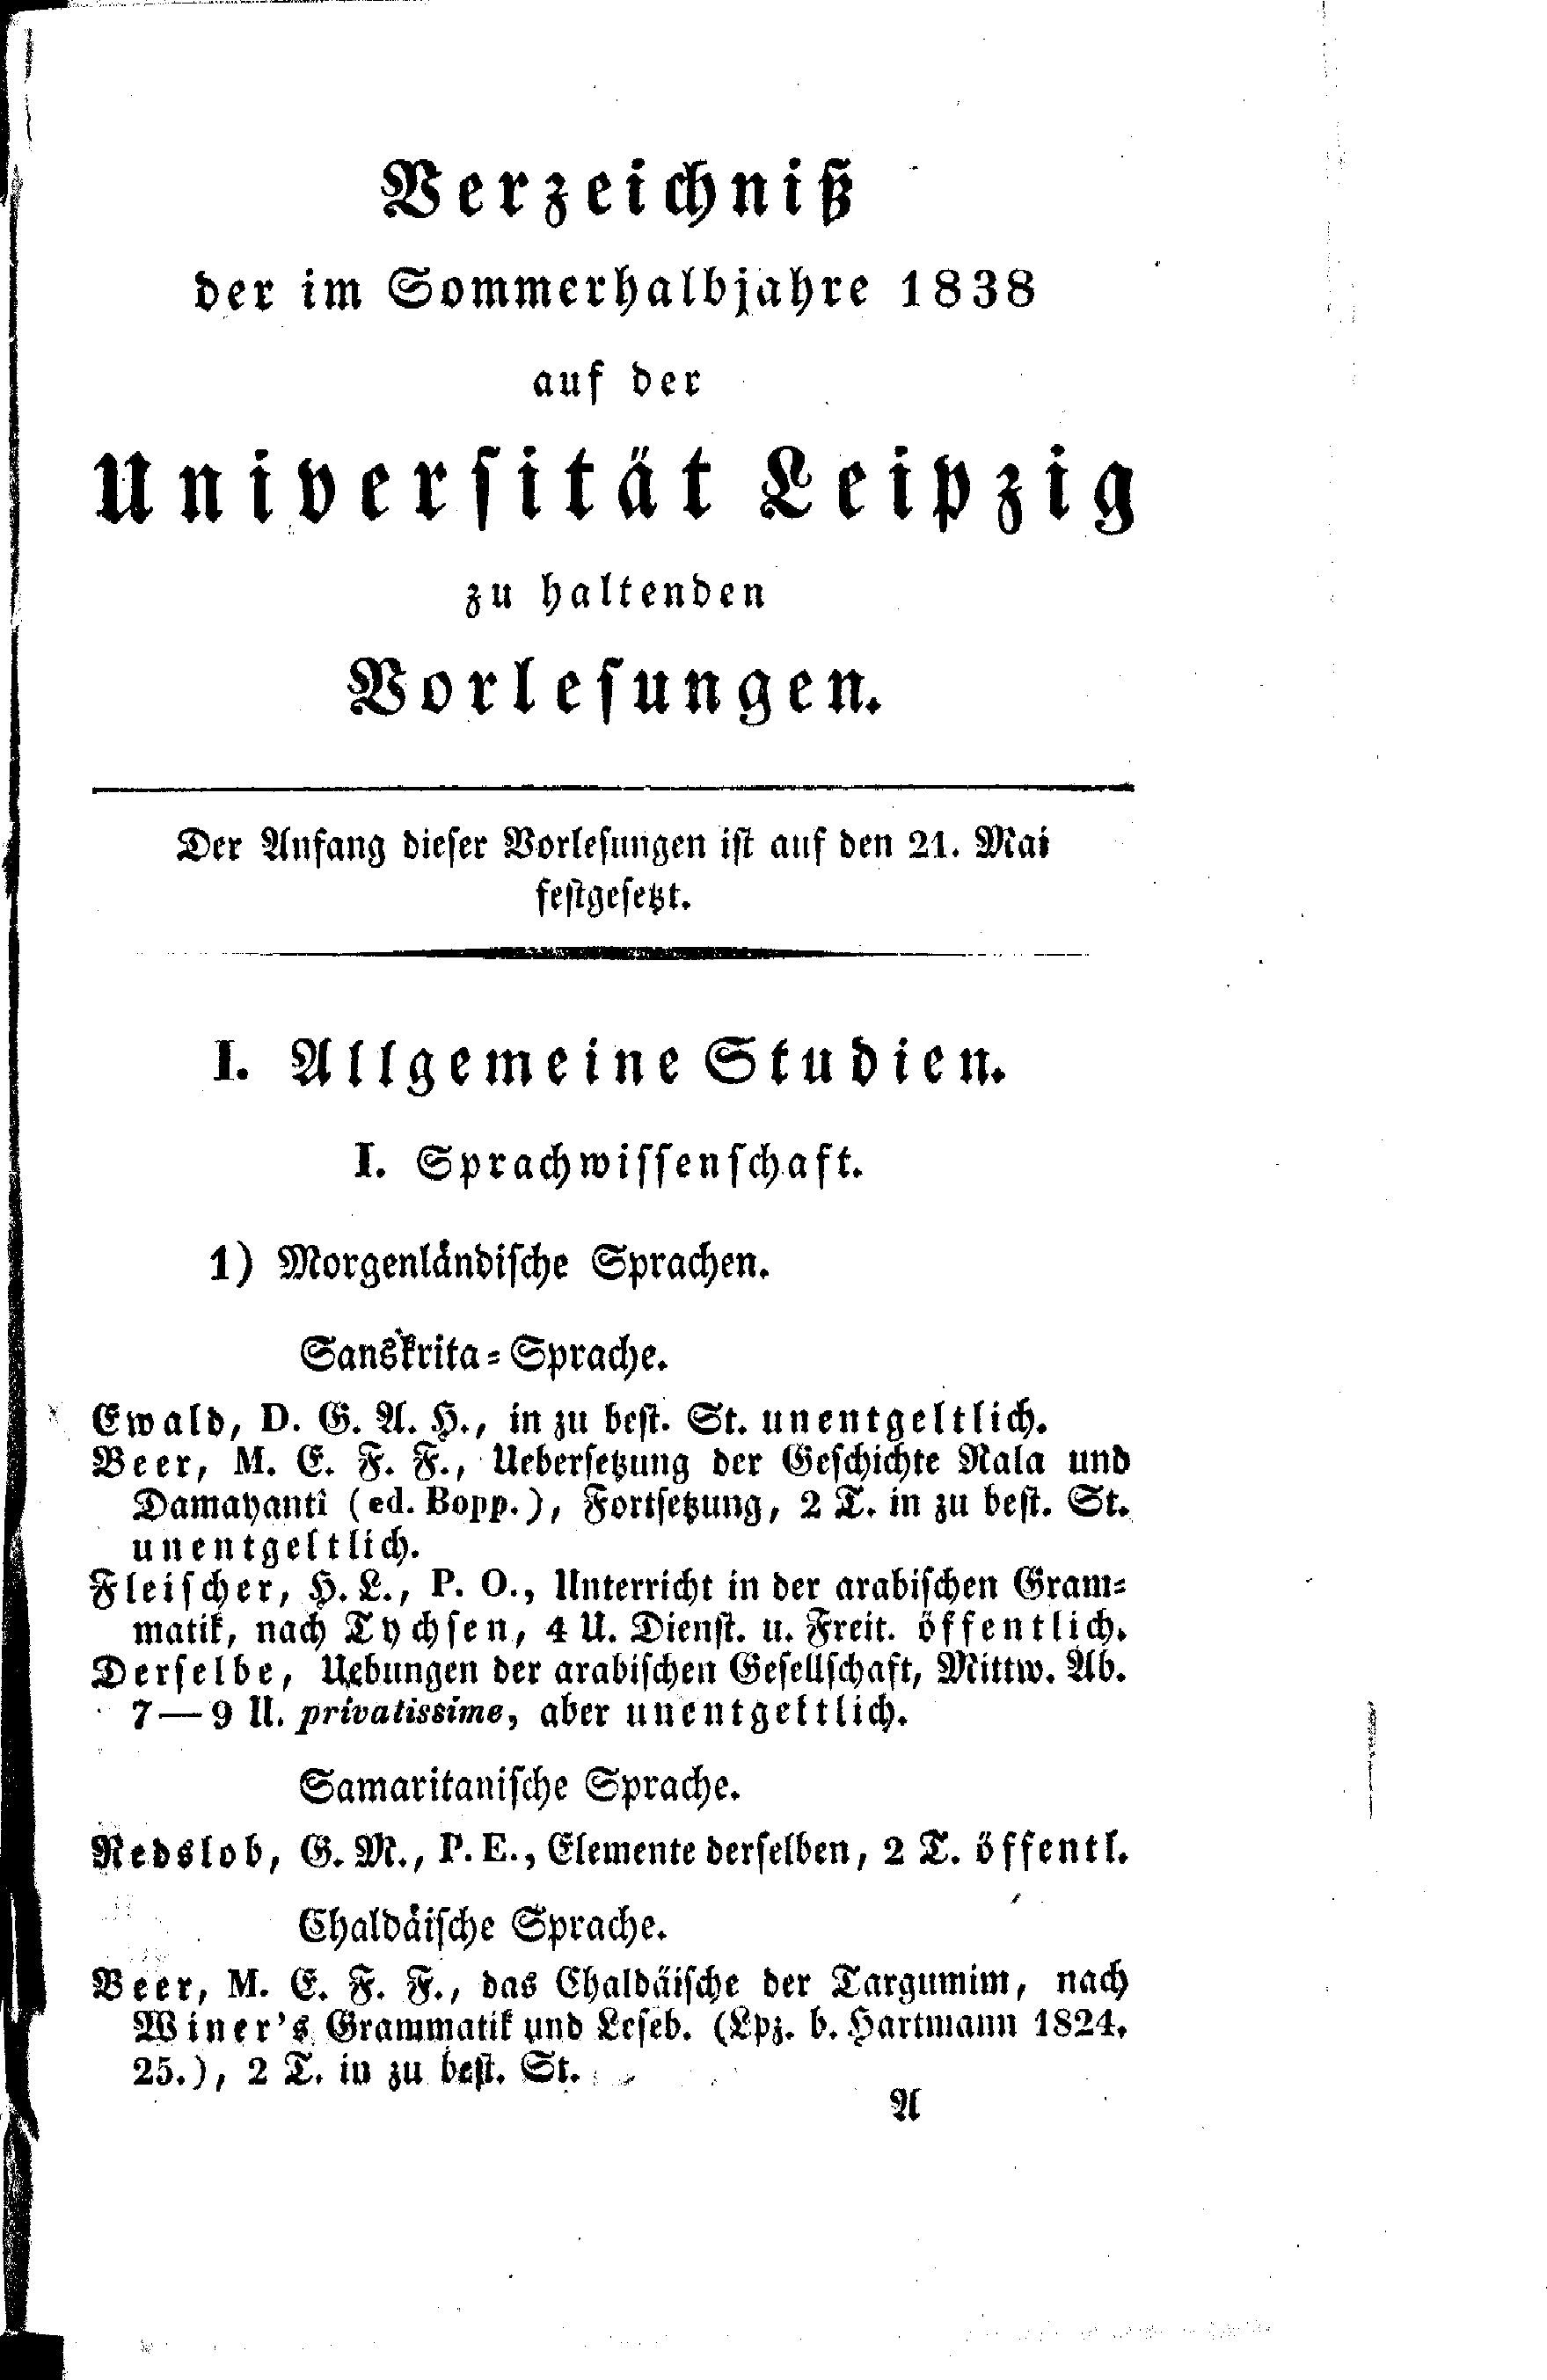 Verzeichniß
der im Sommerhalbjahre 1838
auf der
Universität Leipzig
zu haltenden
Vorlesungen.
Der Anfang dieser Vorlesungen ist auf den 21. Mai
festgesetzt.
I. Allgemeine Studien.
I. Sprachwissenschaft.
1) Morgenländische Sprachen.
Sanskrita-Sprache.
Ewald, D. G. A. H., in zu best. St. unentgeltlich.
Beer, M. E. F. F., Uebersetzung der Geschichte Nala und
Damayanti (ed. Bopp.), Fortsetzung, 2 T. in zu best. St.
unentgeltlich.
Fleischer, H. L., P. O., Unterricht in der arabischen Gram-
matik, nach Tychsen, 4 U. Dienst. u. Freit. öffentlich.
Derselbe, Uebungen der arabischen Gesellschaft, Mittw. Ab.
7—9 U. privatissime, aber unentgeltlich.
Samaritanische Sprache.
Redslob, G. M., P. E., Elemente derselben, 2 T. öffentl.
Chaldäische Sprache.
Beer, M. E. F. F., das Chaldäische der Targumim, nach
Winer's Grammatik und Leseb. (Lpz. b. Hartmann 1824.
25.), 2 T. in zu best. St.
A